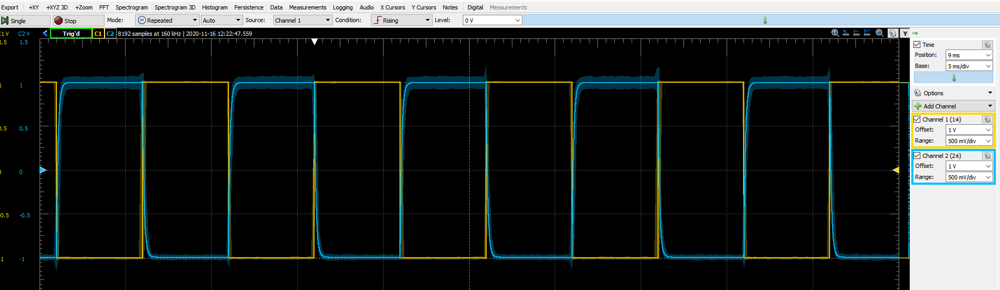 Export +XY +XYZ 3D +Zoom FFT Spectrogram Spectrogram 3D Histogram Persistence Data Measurements Logging Audio X Cursors Y Cursors Notes Digital Measurements
Single Stop Mode: Repeated Auto Source: Channel 1 Condition: Rising Level: 0 V
C1 V C2 V Trig'd C1 C2 8192 samples at 160 kHz | 2020-11-16 12:22:47.559 Y
1.5 1.5
Time
Position: 9 ms
Base: 5 ms/div
1 1
Options
Add Channel
Channel 1 (1±)
0.5 0.5
Offset: 1 V
Range: 500 mV/div
Channel 2 (2±)
Offset: 1 V
0 0
Range: 500 mV/div
-0.5 -0.5
-1 -1